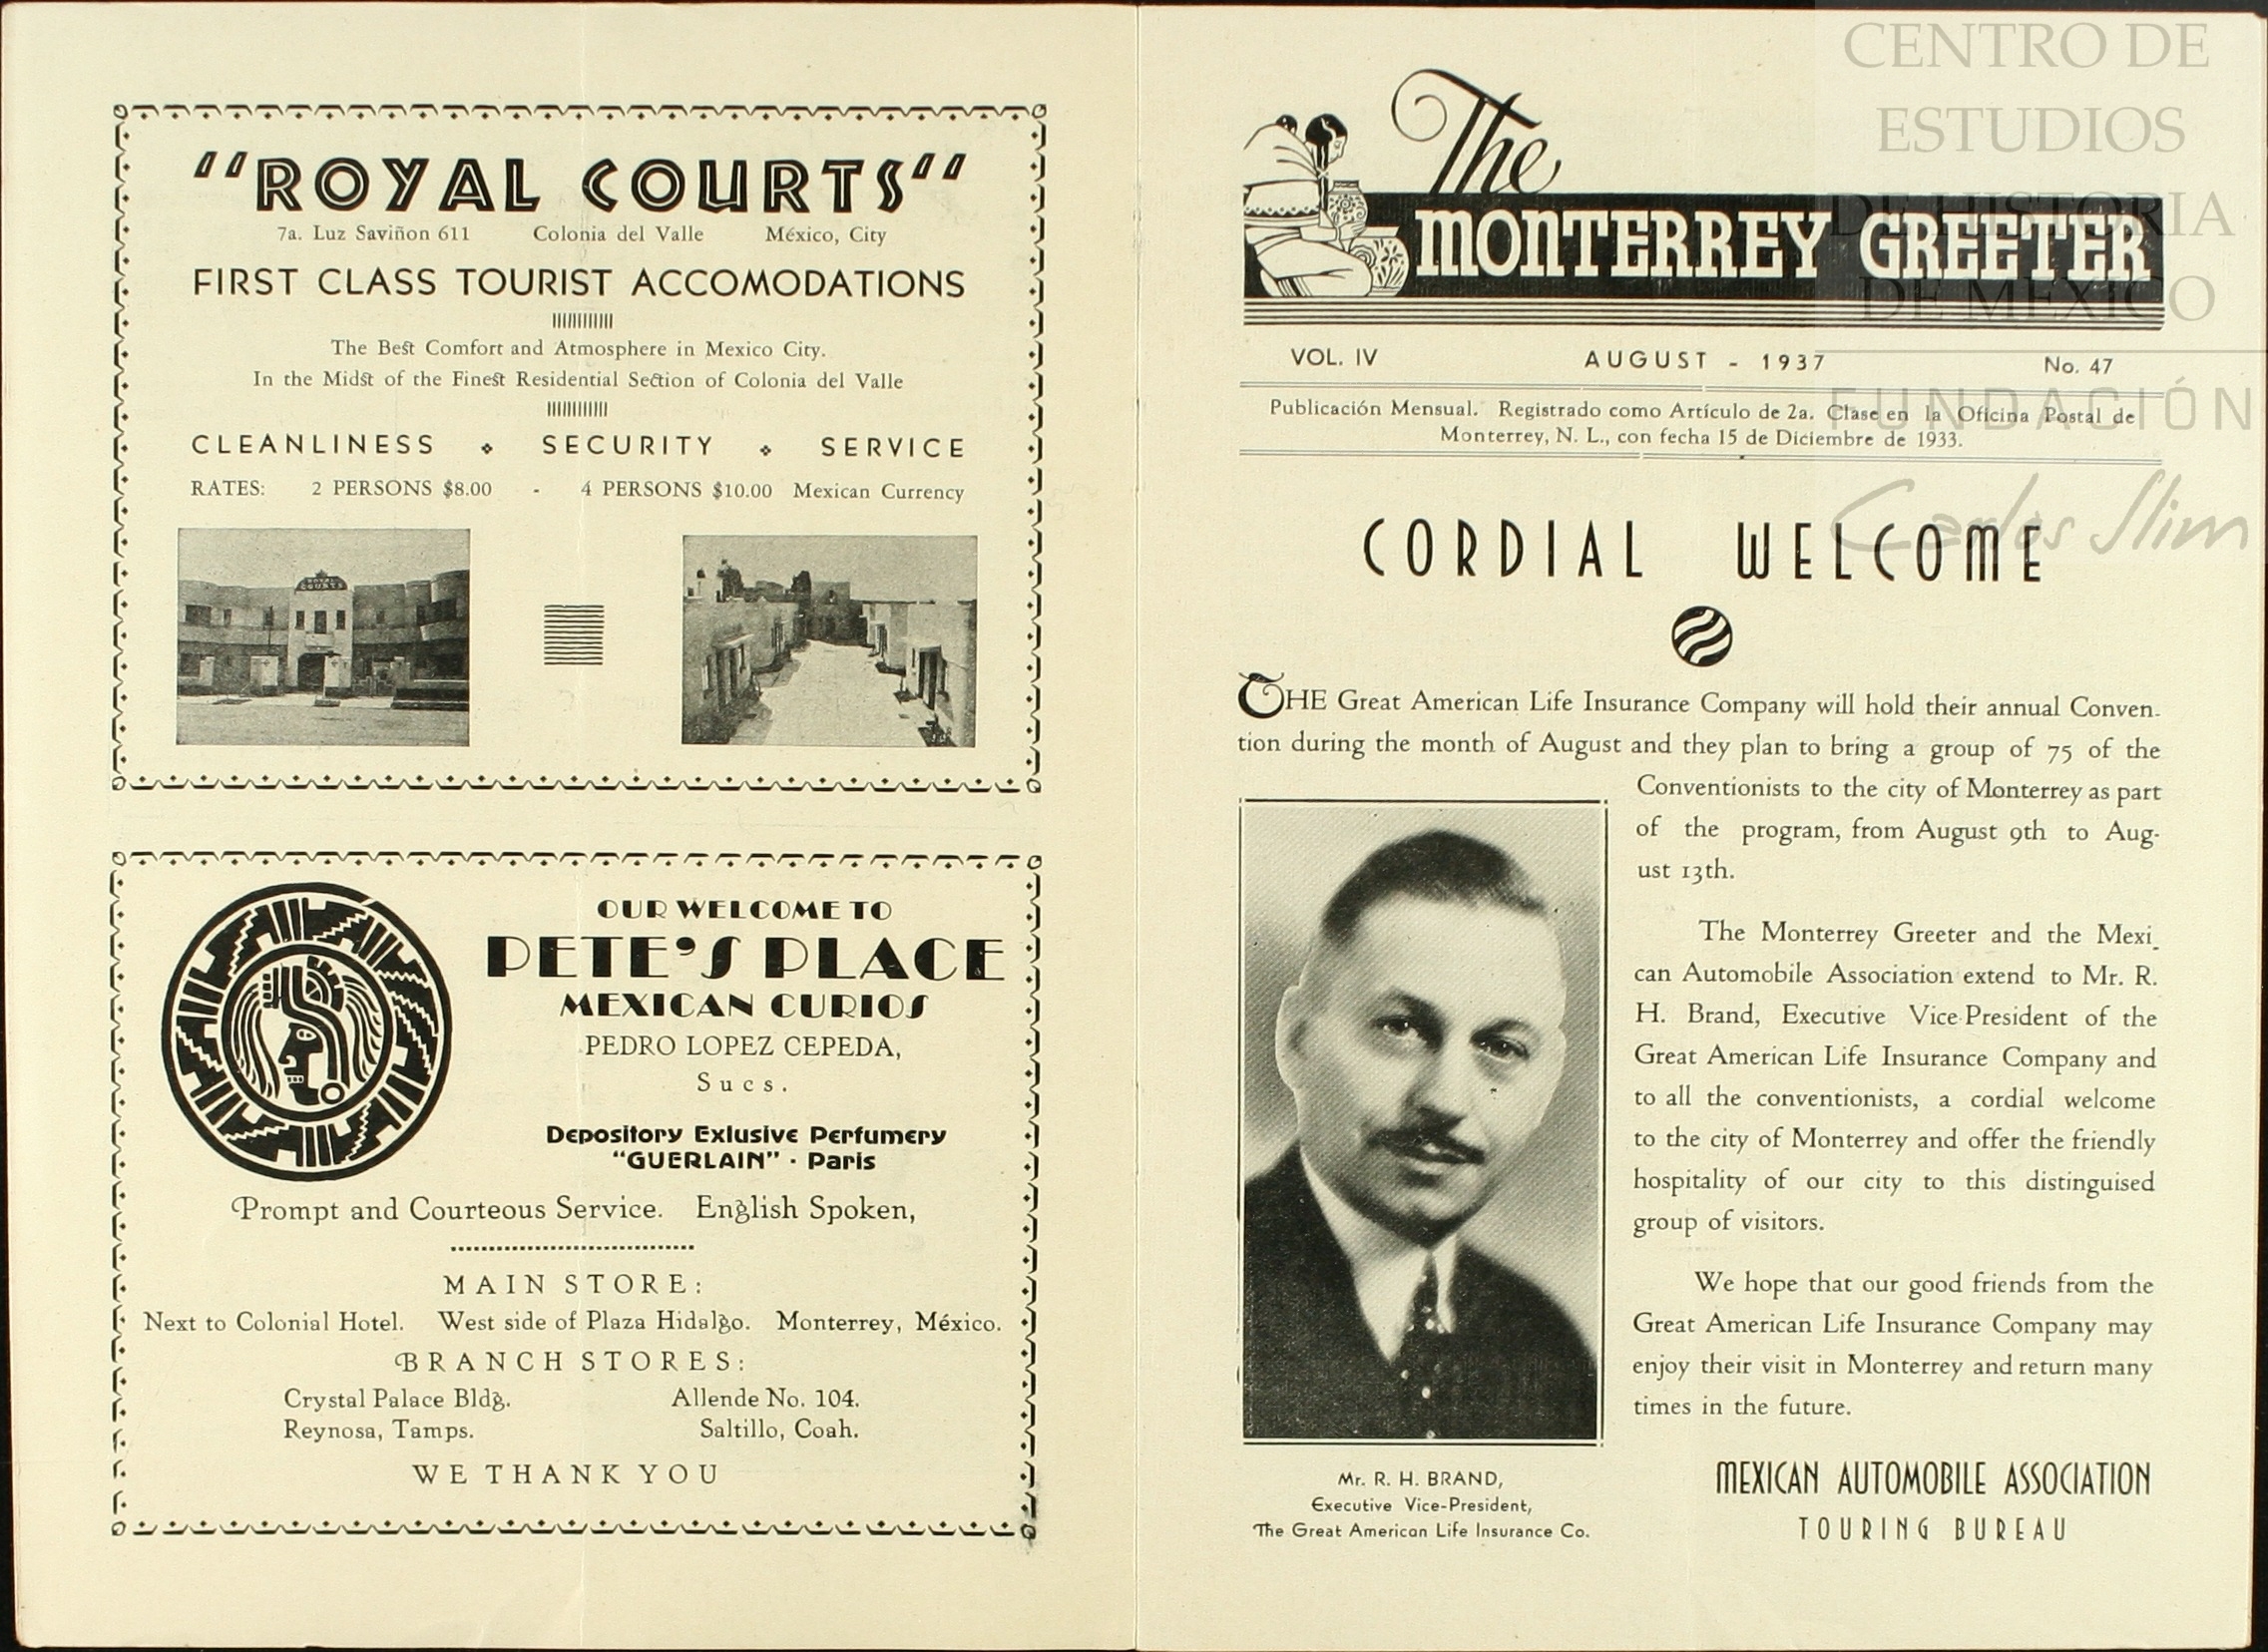 "ROYAL COURTS"
7a. Luz Saviñon 611 Colonia del Valle México, City
FIRST CLASS TOURIST ACCOMODATIONS
The Best Comfort and Atmosphere in Mexico City.
In the Midst of the Finest Residential Section of Colonia del Valle
CLEANLINESS SECURITY SERVICE
RATES: 2 PERSONS $8.00 - 4 PERSONS $10.00 Mexican Currency
ROYAL
COURTS
OUR WELCOME TO
PETE'S PLACE
MEXICAN CURIOS
PEDRO LOPEZ CEPEDA,
Sucs.
Depository Exlusive Perfumery
"GUERLAIN" · Paris
Prompt and Courteous Service. English Spoken,
MAIN STORE:
Next to Colonial Hotel. West side of Plaza Hidalgo. Monterrey, México.
BRANCH STORES:
Crystal Palace Bldg. Allende No. 104.
Reynosa, Tamps. Saltillo, Coah.
WE THANK YOU
The
MONTERREY GREETER
VOL. IV AUGUST - 1937 No. 47
Publicación Mensual. Registrado como Artículo de 2a. Clase en la Oficina Postal de
Monterrey, N. L., con fecha 15 de Diciembre de 1933.
CORDIAL WELCOME
THE Great American Life Insurance Company will hold their annual Conven-
tion during the month of August and they plan to bring a group of 75 of the
Conventionists to the city of Monterrey as part
of the program, from August 9th to Aug-
ust 13th.
The Monterrey Greeter and the Mexi-
can Automobile Association extend to Mr. R.
H. Brand, Executive Vice-President of the
Great American Life Insurance Company and
to all the conventionists, a cordial welcome
to the city of Monterrey and offer the friendly
hospitality of our city to this distinguised
group of visitors.
We hope that our good friends from the
Great American Life Insurance Company may
enjoy their visit in Monterrey and return many
times in the future.
MEXICAN AUTOMOBILE ASSOCIATION
TOURING BUREAU
Mr. R. H. BRAND,
Executive Vice-President,
The Great American Life Insurance Co.
CENTRO DE
ESTUDIOS
DE HISTORIA
DE MEXICO
FUNDACIÓN
Carlos Slim